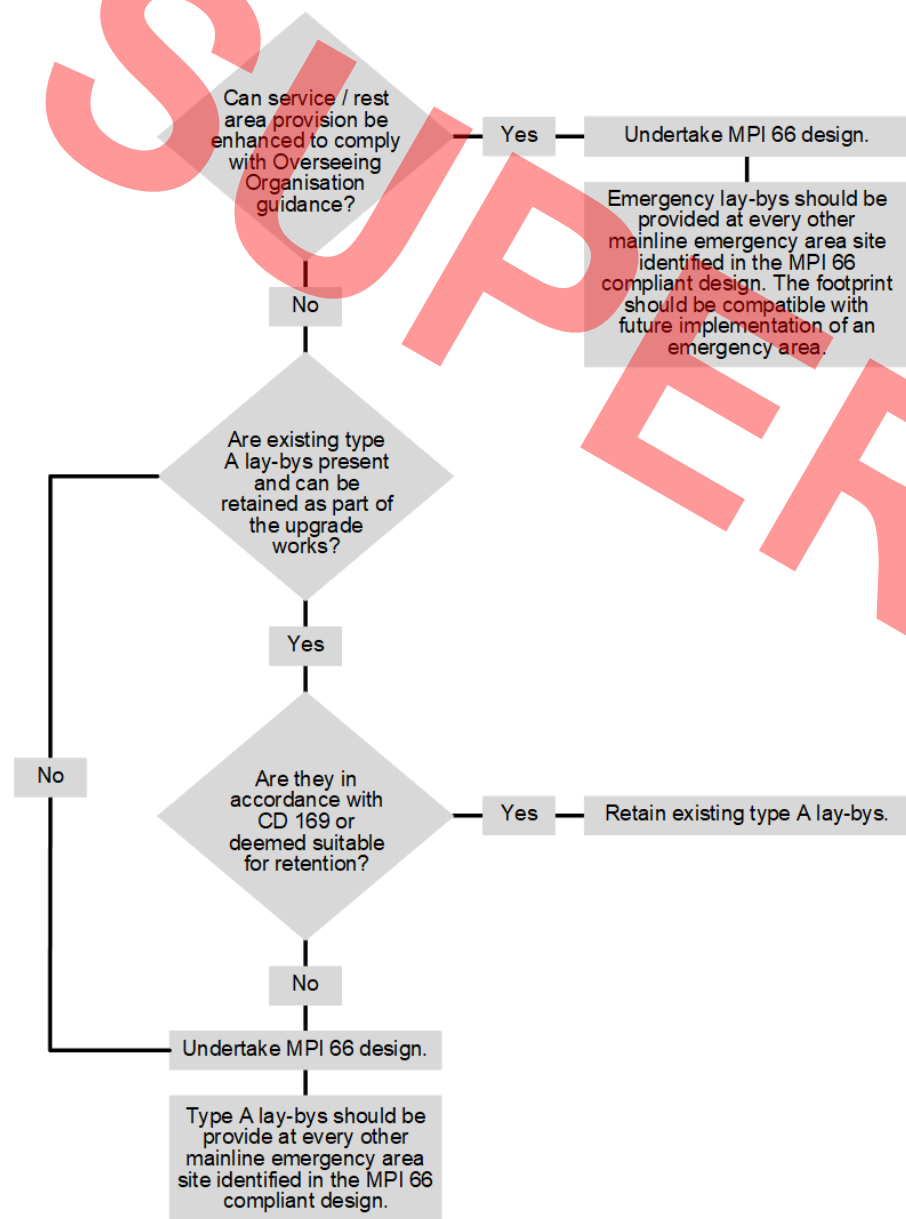 Can service / rest
area provision be
enhanced to comply
with Overseeing
Organisation
guidance?
Yes
Undertake MPI 66 design.
Emergency lay-bys should be
provided at every other
mainline emergency area site
identified in the MPI 66
compliant design. The footprint
should be compatible with
future implementation of an
emergency area.
No
Are existing type
A lay-bys present
and can be
retained as part of
the upgrade
works?
Yes
No
Are they in
accordance with
CD 169 or
deemed suitable
for retention?
Yes
Retain existing type A lay-bys.
No
Undertake MPI 66 design.
Type A lay-bys should be
provide at every other
mainline emergency area
site identified in the MPI 66
compliant design.
SUPER